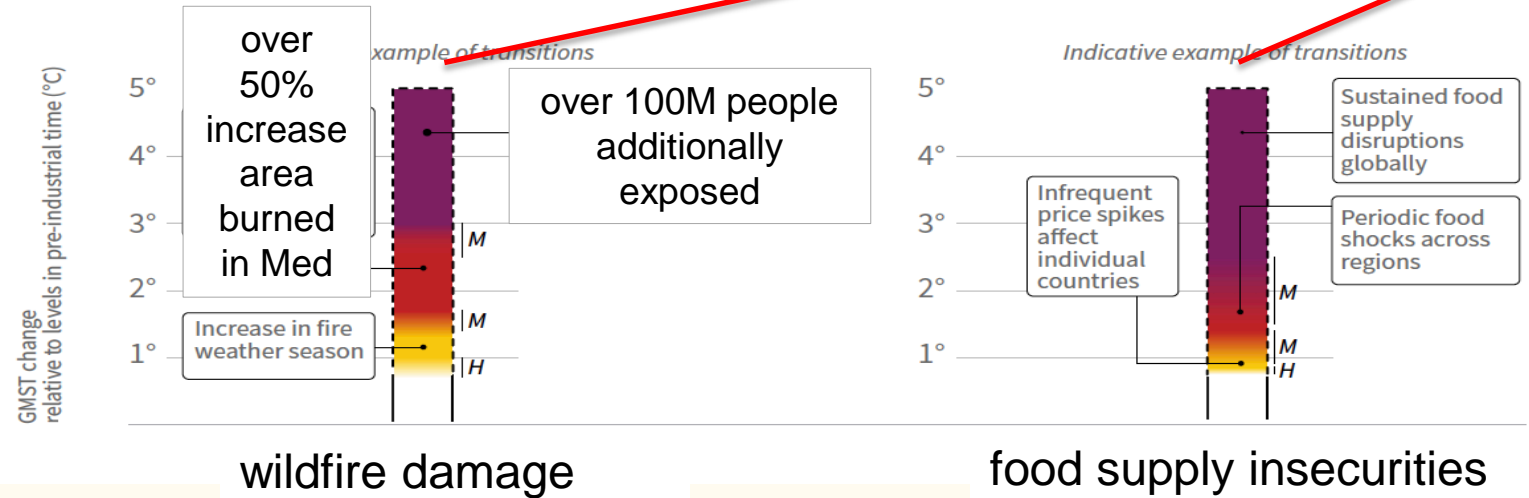 over
50%
increase
area
burned
in Med
example of transitions
over 100M people
additionally
exposed
GMST change
relative to levels in pre-industrial time (°C)
5°
4°
3°
2°
1°
Increase in fire
weather season
M
M
H
wildfire damage
Indicative example of transitions
5°
4°
3°
2°
1°
Sustained food
supply
disruptions
globally
Infrequent
price spikes
affect
individual
countries
Periodic food
shocks across
regions
M
M
H
food supply insecurities